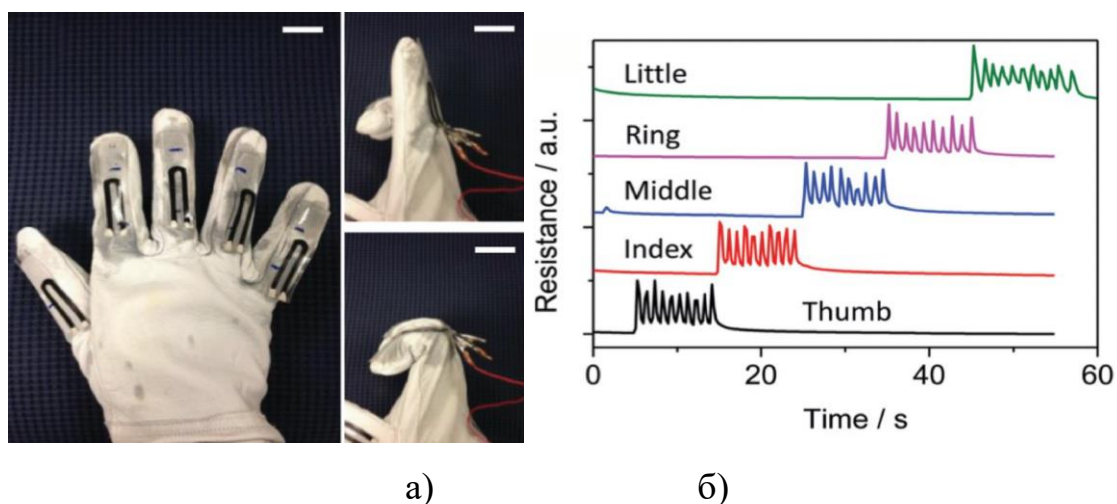 Resistance / a.u.
Little
Ring
Middle
Index
Thumb
0 20 40 60
Time / s
а) б)